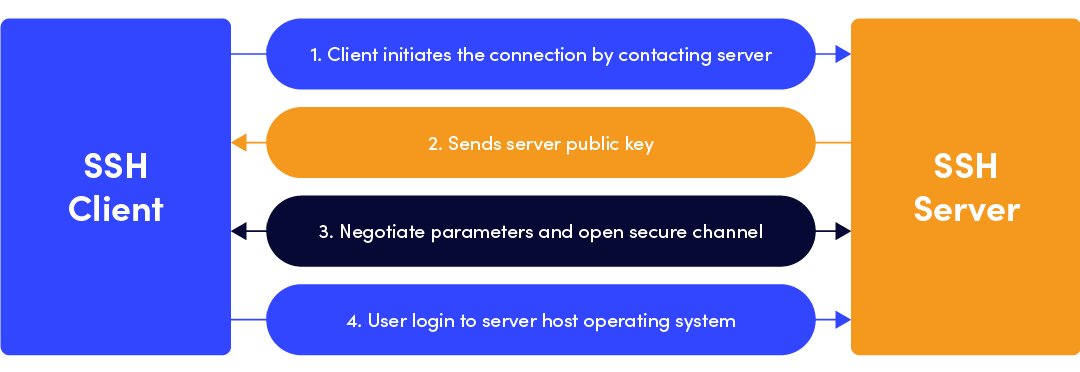 1. Client initiates the connection by contacting server
2. Sends server public key
SSH
Client
SSH
Server
3. Negotiate parameters and open secure channel
4. User login to server host operating system